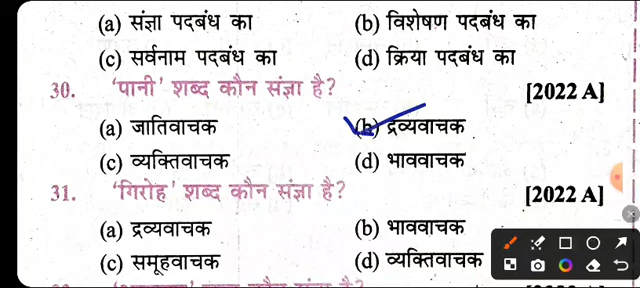 (a) संज्ञा पदबंध का (b) विशेषण पदबंध का
(c) सर्वनाम पदबंध का (d) क्रिया पदबंध का
30. 'पानी' शब्द कौन संज्ञा है? [2022 A]
(a) जातिवाचक (b) द्रव्यवाचक
(c) व्यक्तिवाचक (d) भाववाचक
31. 'गिरोह' शब्द कौन संज्ञा है? [2022 A]
(a) द्रव्यवाचक (b) भाववाचक
(c) समूहवाचक (d) व्यक्तिवाचक